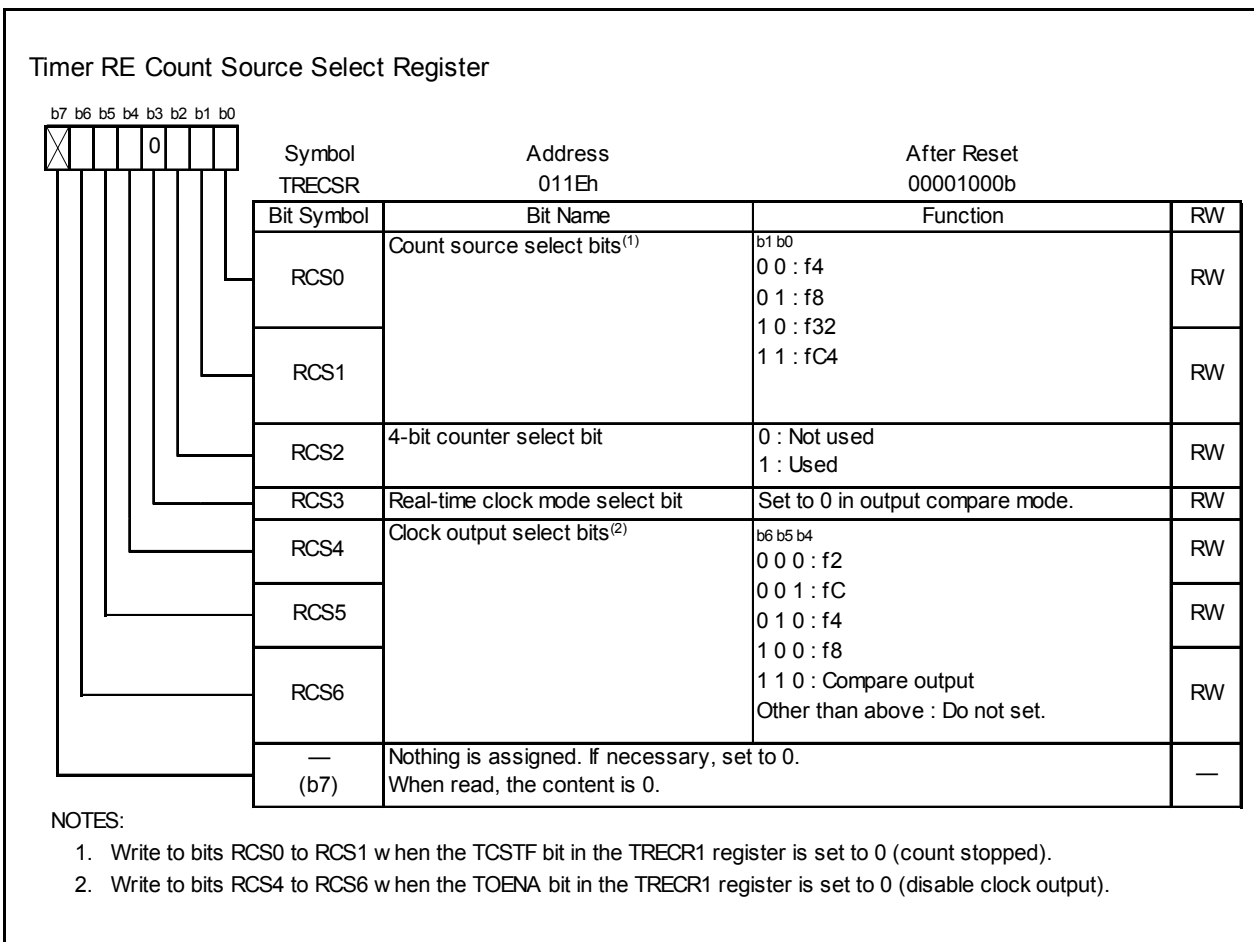 Timer RE Count Source Select Register
b7 b6 b5 b4 b3 b2 b1 b0
0
Symbol Address After Reset
TRECSR 011Eh 00001000b
Bit Symbol Bit Name Function RW
RCS0 Count source select bits(1) b1 b0 RW
0 0 : f4
0 1 : f8
1 0 : f32
RCS1 1 1 : fC4 RW
RCS2 4-bit counter select bit 0 : Not used RW
1 : Used
RCS3 Real-time clock mode select bit Set to 0 in output compare mode. RW
RCS4 Clock output select bits(2) b6 b5 b4 RW
0 0 0 : f2
0 0 1 : fC
RCS5 0 1 0 : f4 RW
1 0 0 : f8
RCS6 1 1 0 : Compare output RW
Other than above : Do not set.
— Nothing is assigned. If necessary, set to 0. —
(b7) When read, the content is 0.
NOTES:
1. Write to bits RCS0 to RCS1 when the TCSTF bit in the TRECR1 register is set to 0 (count stopped).
2. Write to bits RCS4 to RCS6 when the TOENA bit in the TRECR1 register is set to 0 (disable clock output).